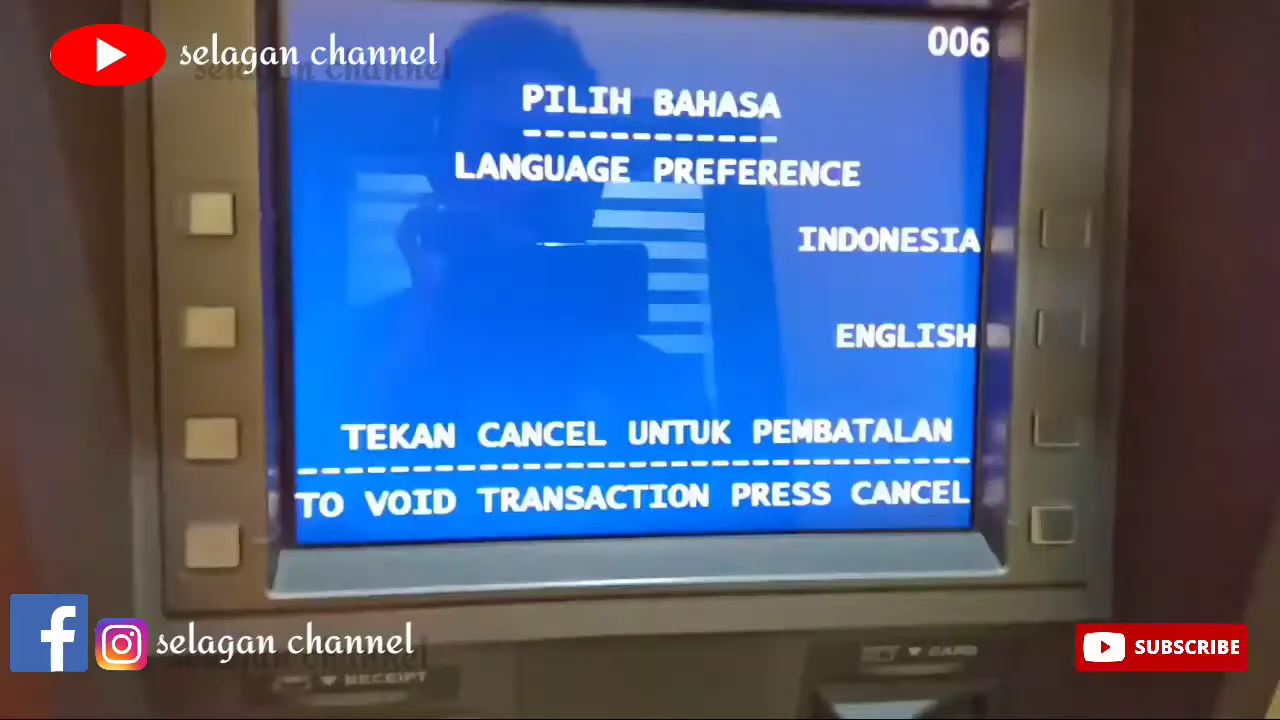 selagan channel
006
PILIH BAHASA
LANGUAGE PREFERENCE
INDONESIA
ENGLISH
TEKAN CANCEL UNTUK PEMBATALAN
TO VOID TRANSACTION PRESS CANCEL
f selagan channel
SUBSCRIBE
RECEIPT
CARD